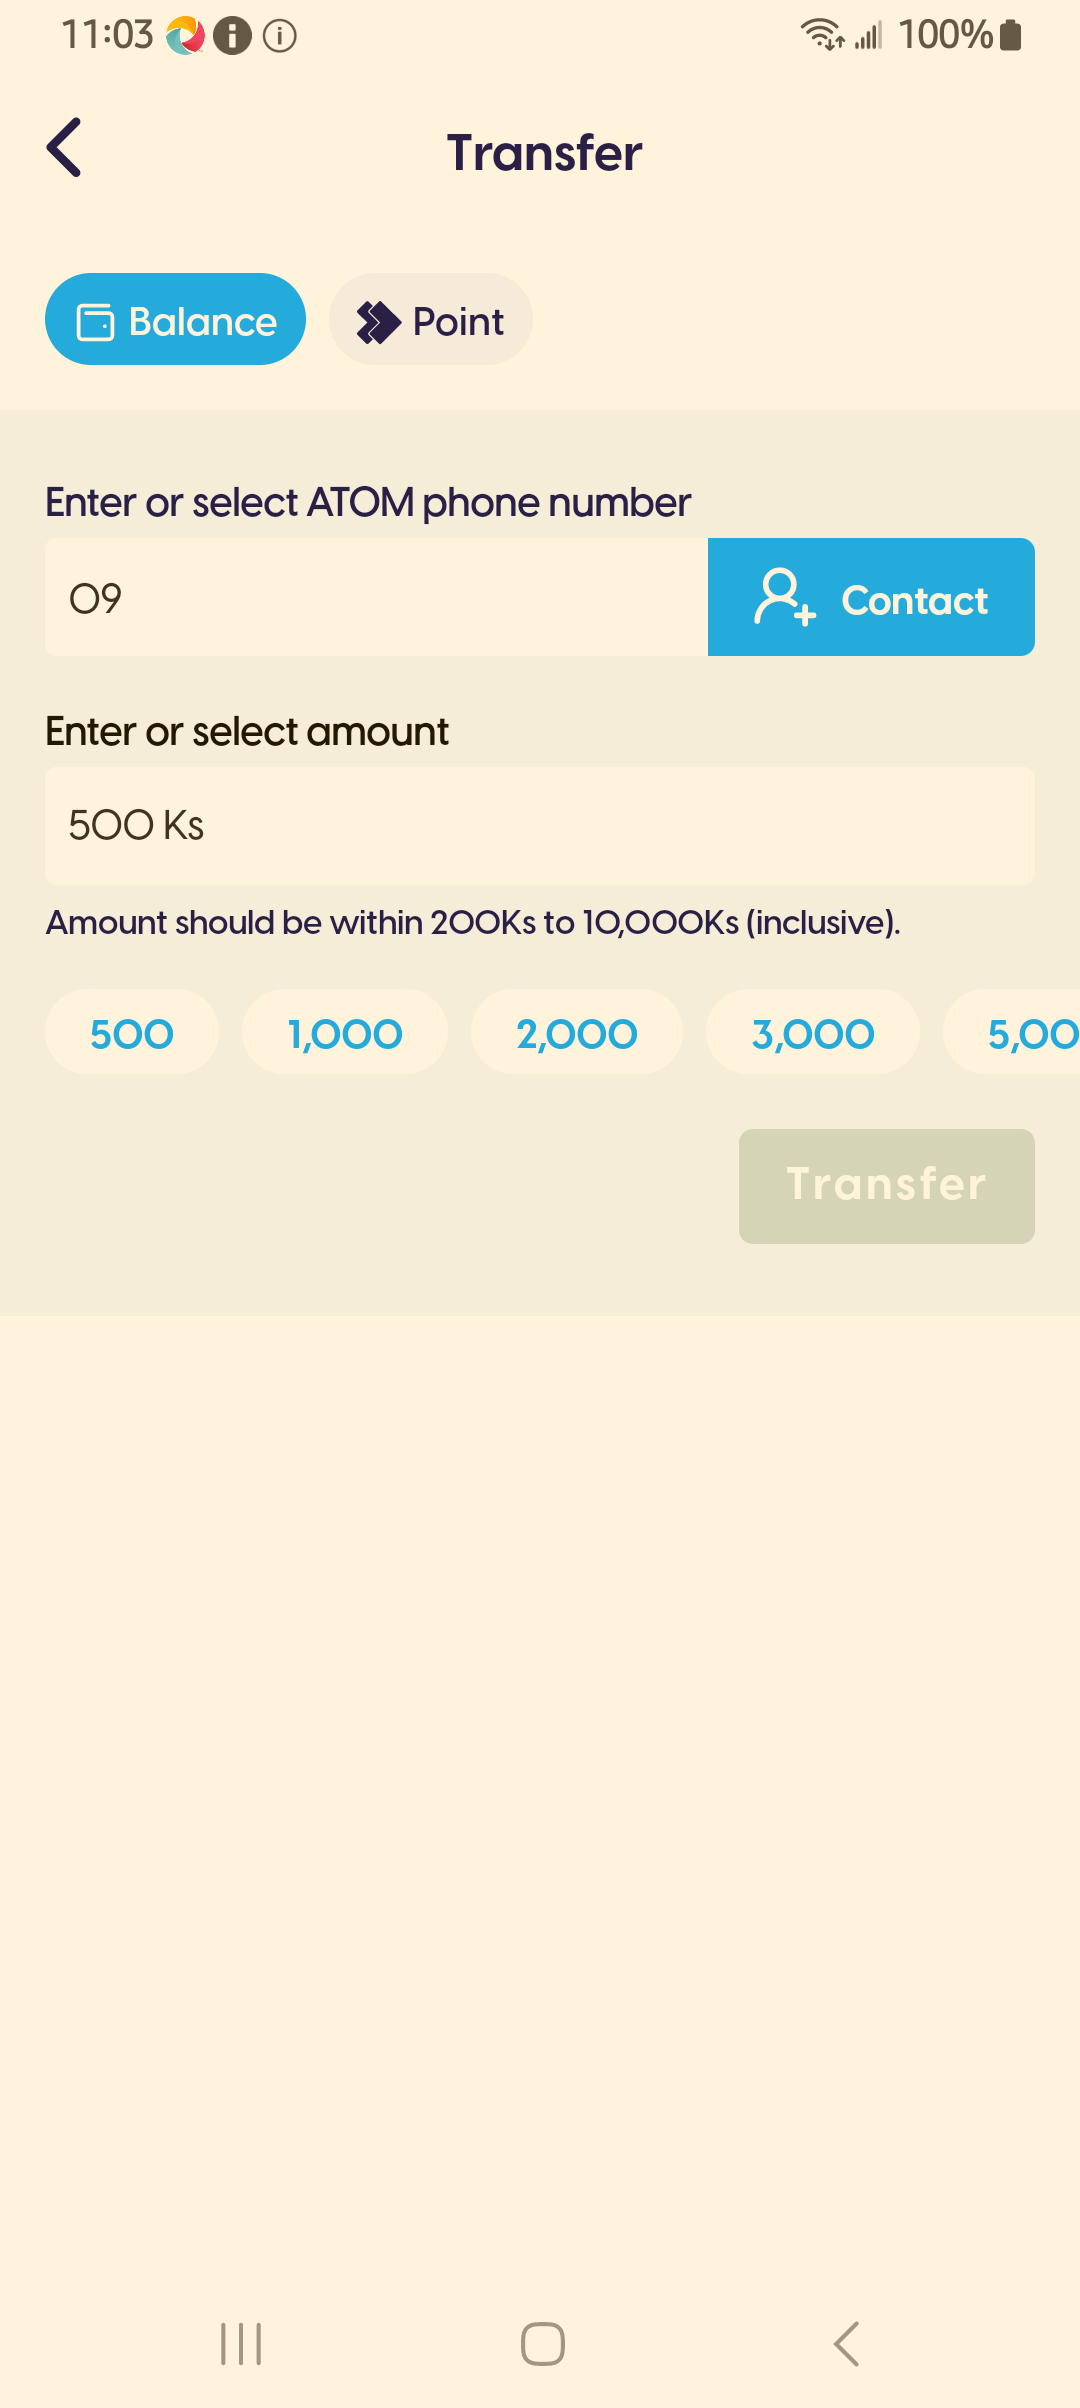 11:03
100%
Transfer
Balance
Point
Enter or select ATOM phone number
09
Contact
Enter or select amount
500 Ks
Amount should be within 200Ks to 10,000Ks (inclusive).
500
1,000
2,000
3,000
5,00
Transfer